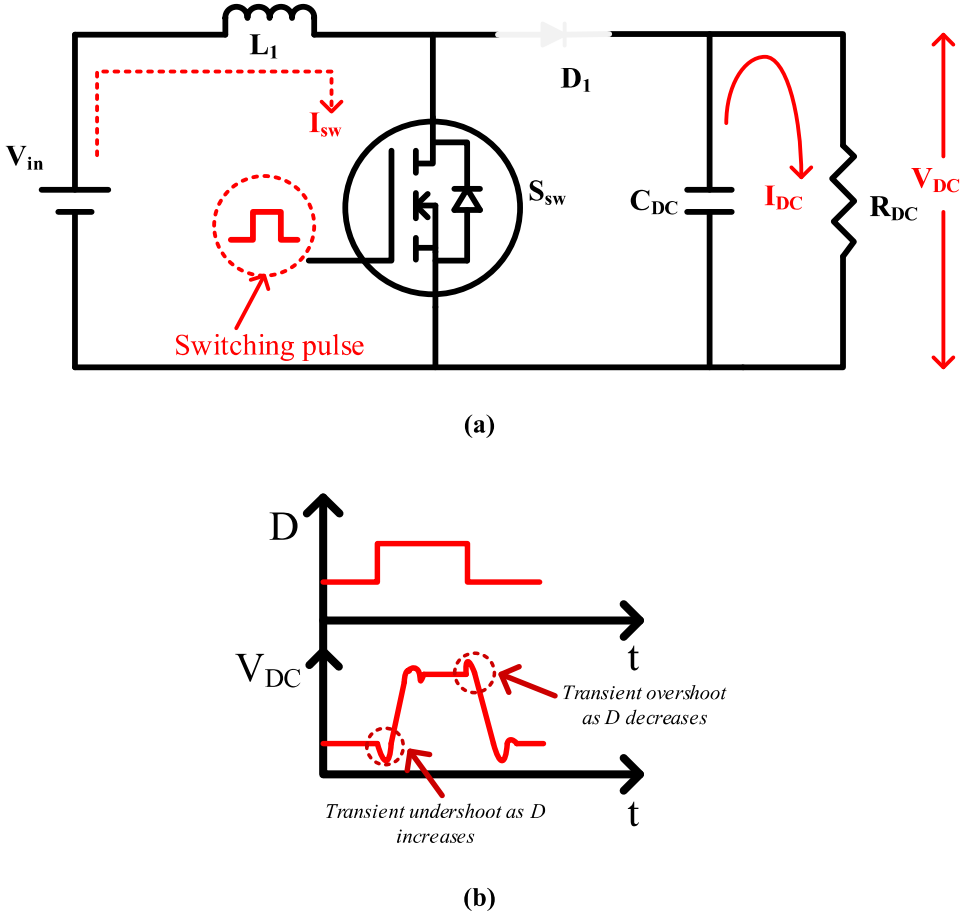 L1
D1
Isw
Vin
Ssw
CDC
IDC
RDC
VDC
Switching pulse
(a)
D
t
VDC
Transient overshoot
as D decreases
t
Transient undershoot as D
increases
(b)